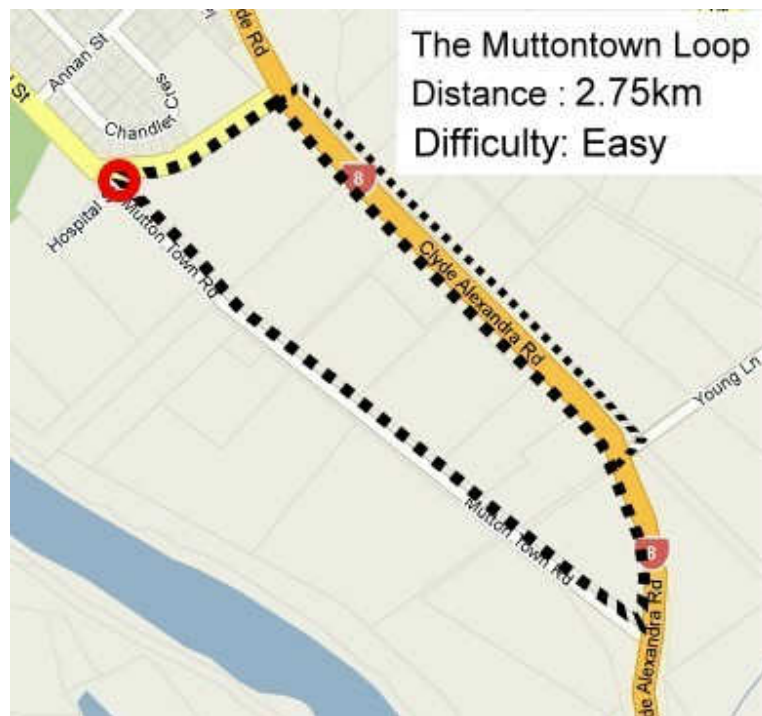 The Muttontown Loop
Distance : 2.75km
Difficulty: Easy
de Rd
Annan St
Cres
Chandlet
St
8
Hospital
Mutton Town Rd
Clyde Alexandra Rd
Young Ln
Mutton Town Rd
8
de Alexandra Rd